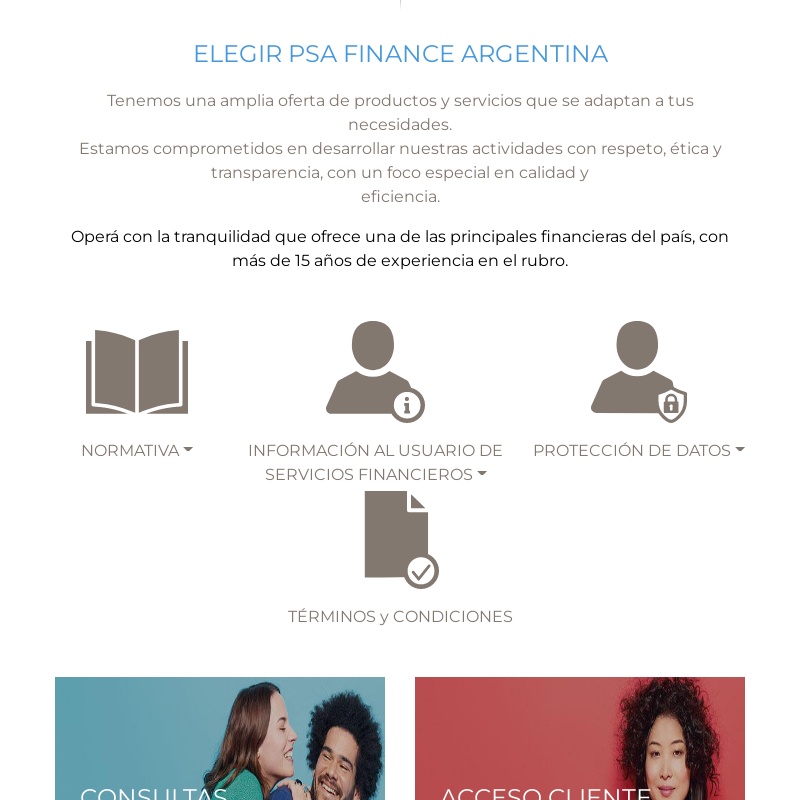 ELEGIR PSA FINANCE ARGENTINA
Tenemos una amplia oferta de productos y servicios que se adaptan a tus
necesidades.
Estamos comprometidos en desarrollar nuestras actividades con respeto, ética y
transparencia, con un foco especial en calidad y
eficiencia.
Operá con la tranquilidad que ofrece una de las principales financieras del país, con
más de 15 años de experiencia en el rubro.
NORMATIVA
INFORMACIÓN AL USUARIO DE
SERVICIOS FINANCIEROS
PROTECCIÓN DE DATOS
TÉRMINOS y CONDICIONES
CONSULTAS
ACCESO CLIENTE